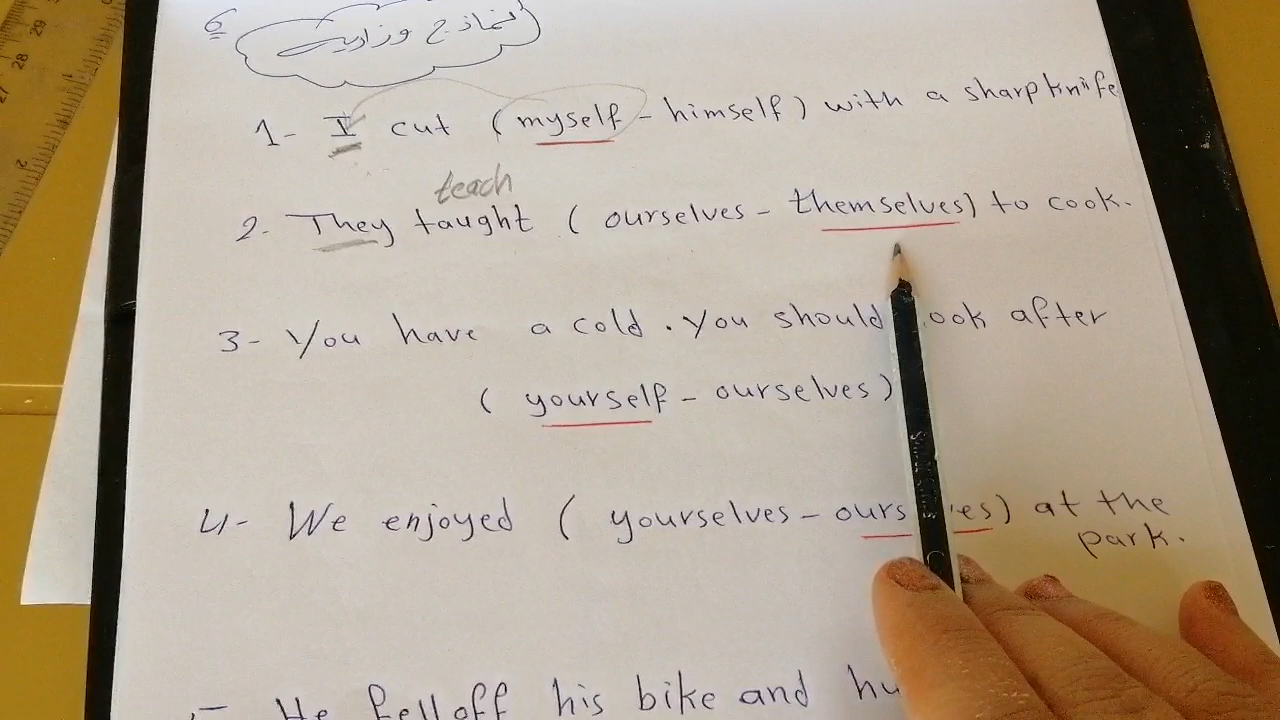 6
نماذج وزارية
1- I cut (myself - himself) with a sharp knife
teach
2- They taught (ourselves - themselves) to cook.
3- You have a cold. You should look after
(yourself - ourselves)
4- We enjoyed (yourselves - ourselves) at the
park.
He fell off his bike and